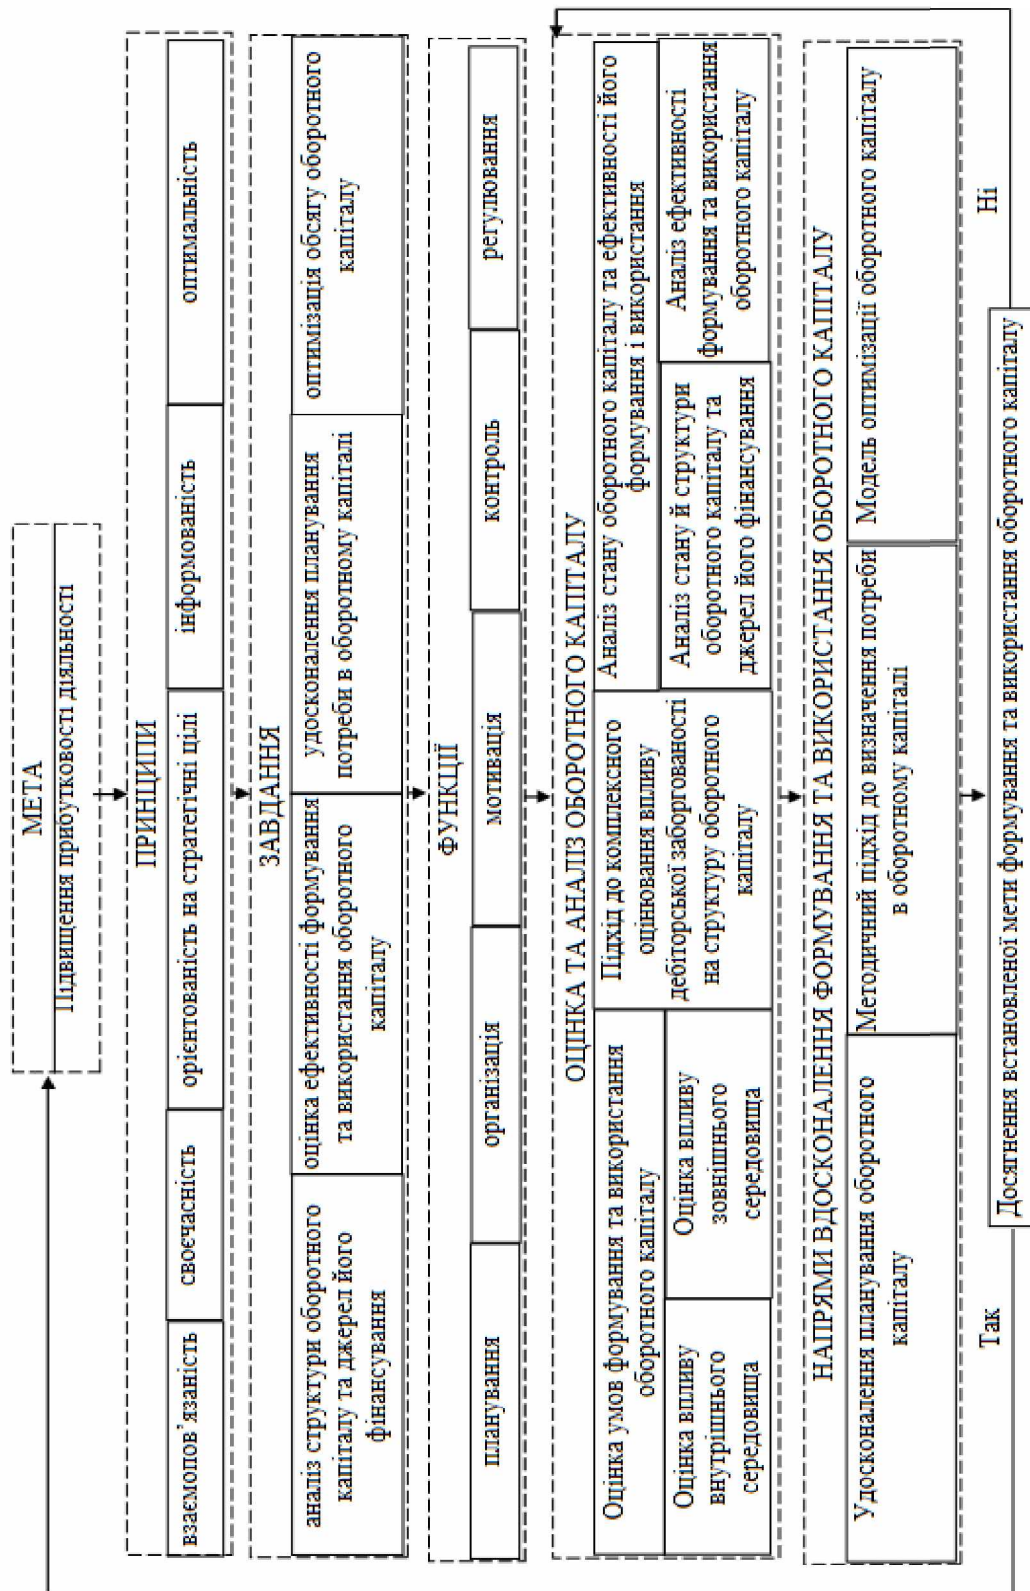 МЕТА
Підвищення прибутковості діяльності
ПРИНЦИПИ
взаємопов’язаність
своєчасність
орієнтованість на стратегічні цілі
інформованість
оптимальність
ЗАВДАННЯ
аналіз структури оборотного
капіталу та джерел його
фінансування
оцінка ефективності формування
та використання оборотного
капіталу
удосконалення планування
потреби в оборотному капіталі
оптимізація обсягу оборотного
капіталу
ФУНКЦІЇ
планування
організація
мотивація
контроль
регулювання
ОЦІНКА ТА АНАЛІЗ ОБОРОТНОГО КАПІТАЛУ
Оцінка умов формування та використання
оборотного капіталу
Оцінка впливу
внутрішнього
середовища
Оцінка впливу
зовнішнього
середовища
Підхід до комплексного
оцінювання впливу
дебіторської заборгованості
на структуру оборотного
капіталу
Аналіз стану оборотного капіталу та ефективності його
формування і використання
Аналіз стану й структури
оборотного капіталу та
джерел його фінансування
Аналіз ефективності
формування та використання
оборотного капіталу
НАПРЯМИ ВДОСКОНАЛЕННЯ ФОРМУВАННЯ ТА ВИКОРИСТАННЯ ОБОРОТНОГО КАПІТАЛУ
Удосконалення планування оборотного
капіталу
Методичний підхід до визначення потреби
в оборотному капіталі
Модель оптимізації оборотного капіталу
Так
Ні
Досягнення встановленої мети формування та використання оборотного капіталу